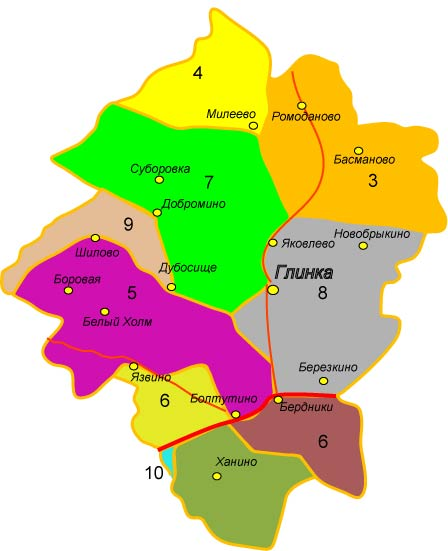 4
Милеево
Ромоданово
Басманово
3
Суборовка
7
Добромино
9
Шилово
Яковлево
Новобрыкино
Дубосище
Глинка
8
Боровая
5
Белый Холм
Язвино
Березкино
6
Болтутино
Бердники
6
10
Ханино